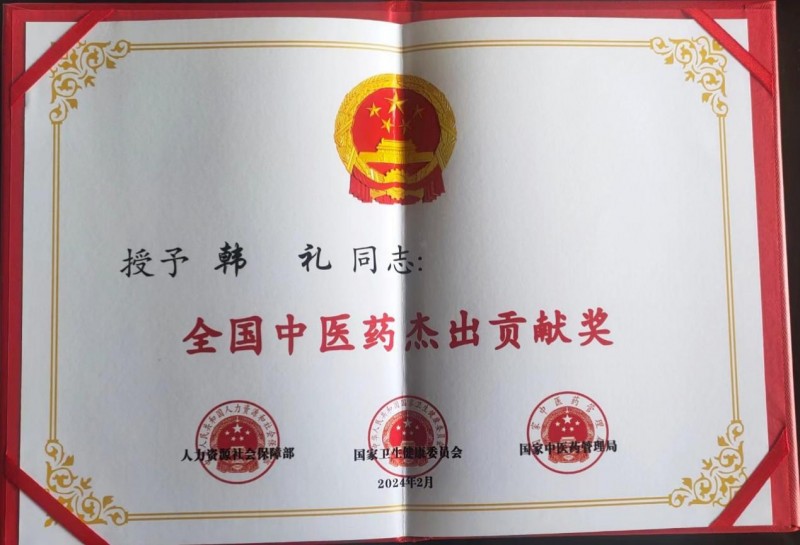 授予 韩 礼 同志:
全国中医药杰出贡献奖
人力资源社会保障部 国家卫生健康委员会 国家中医药管理局
2024年2月